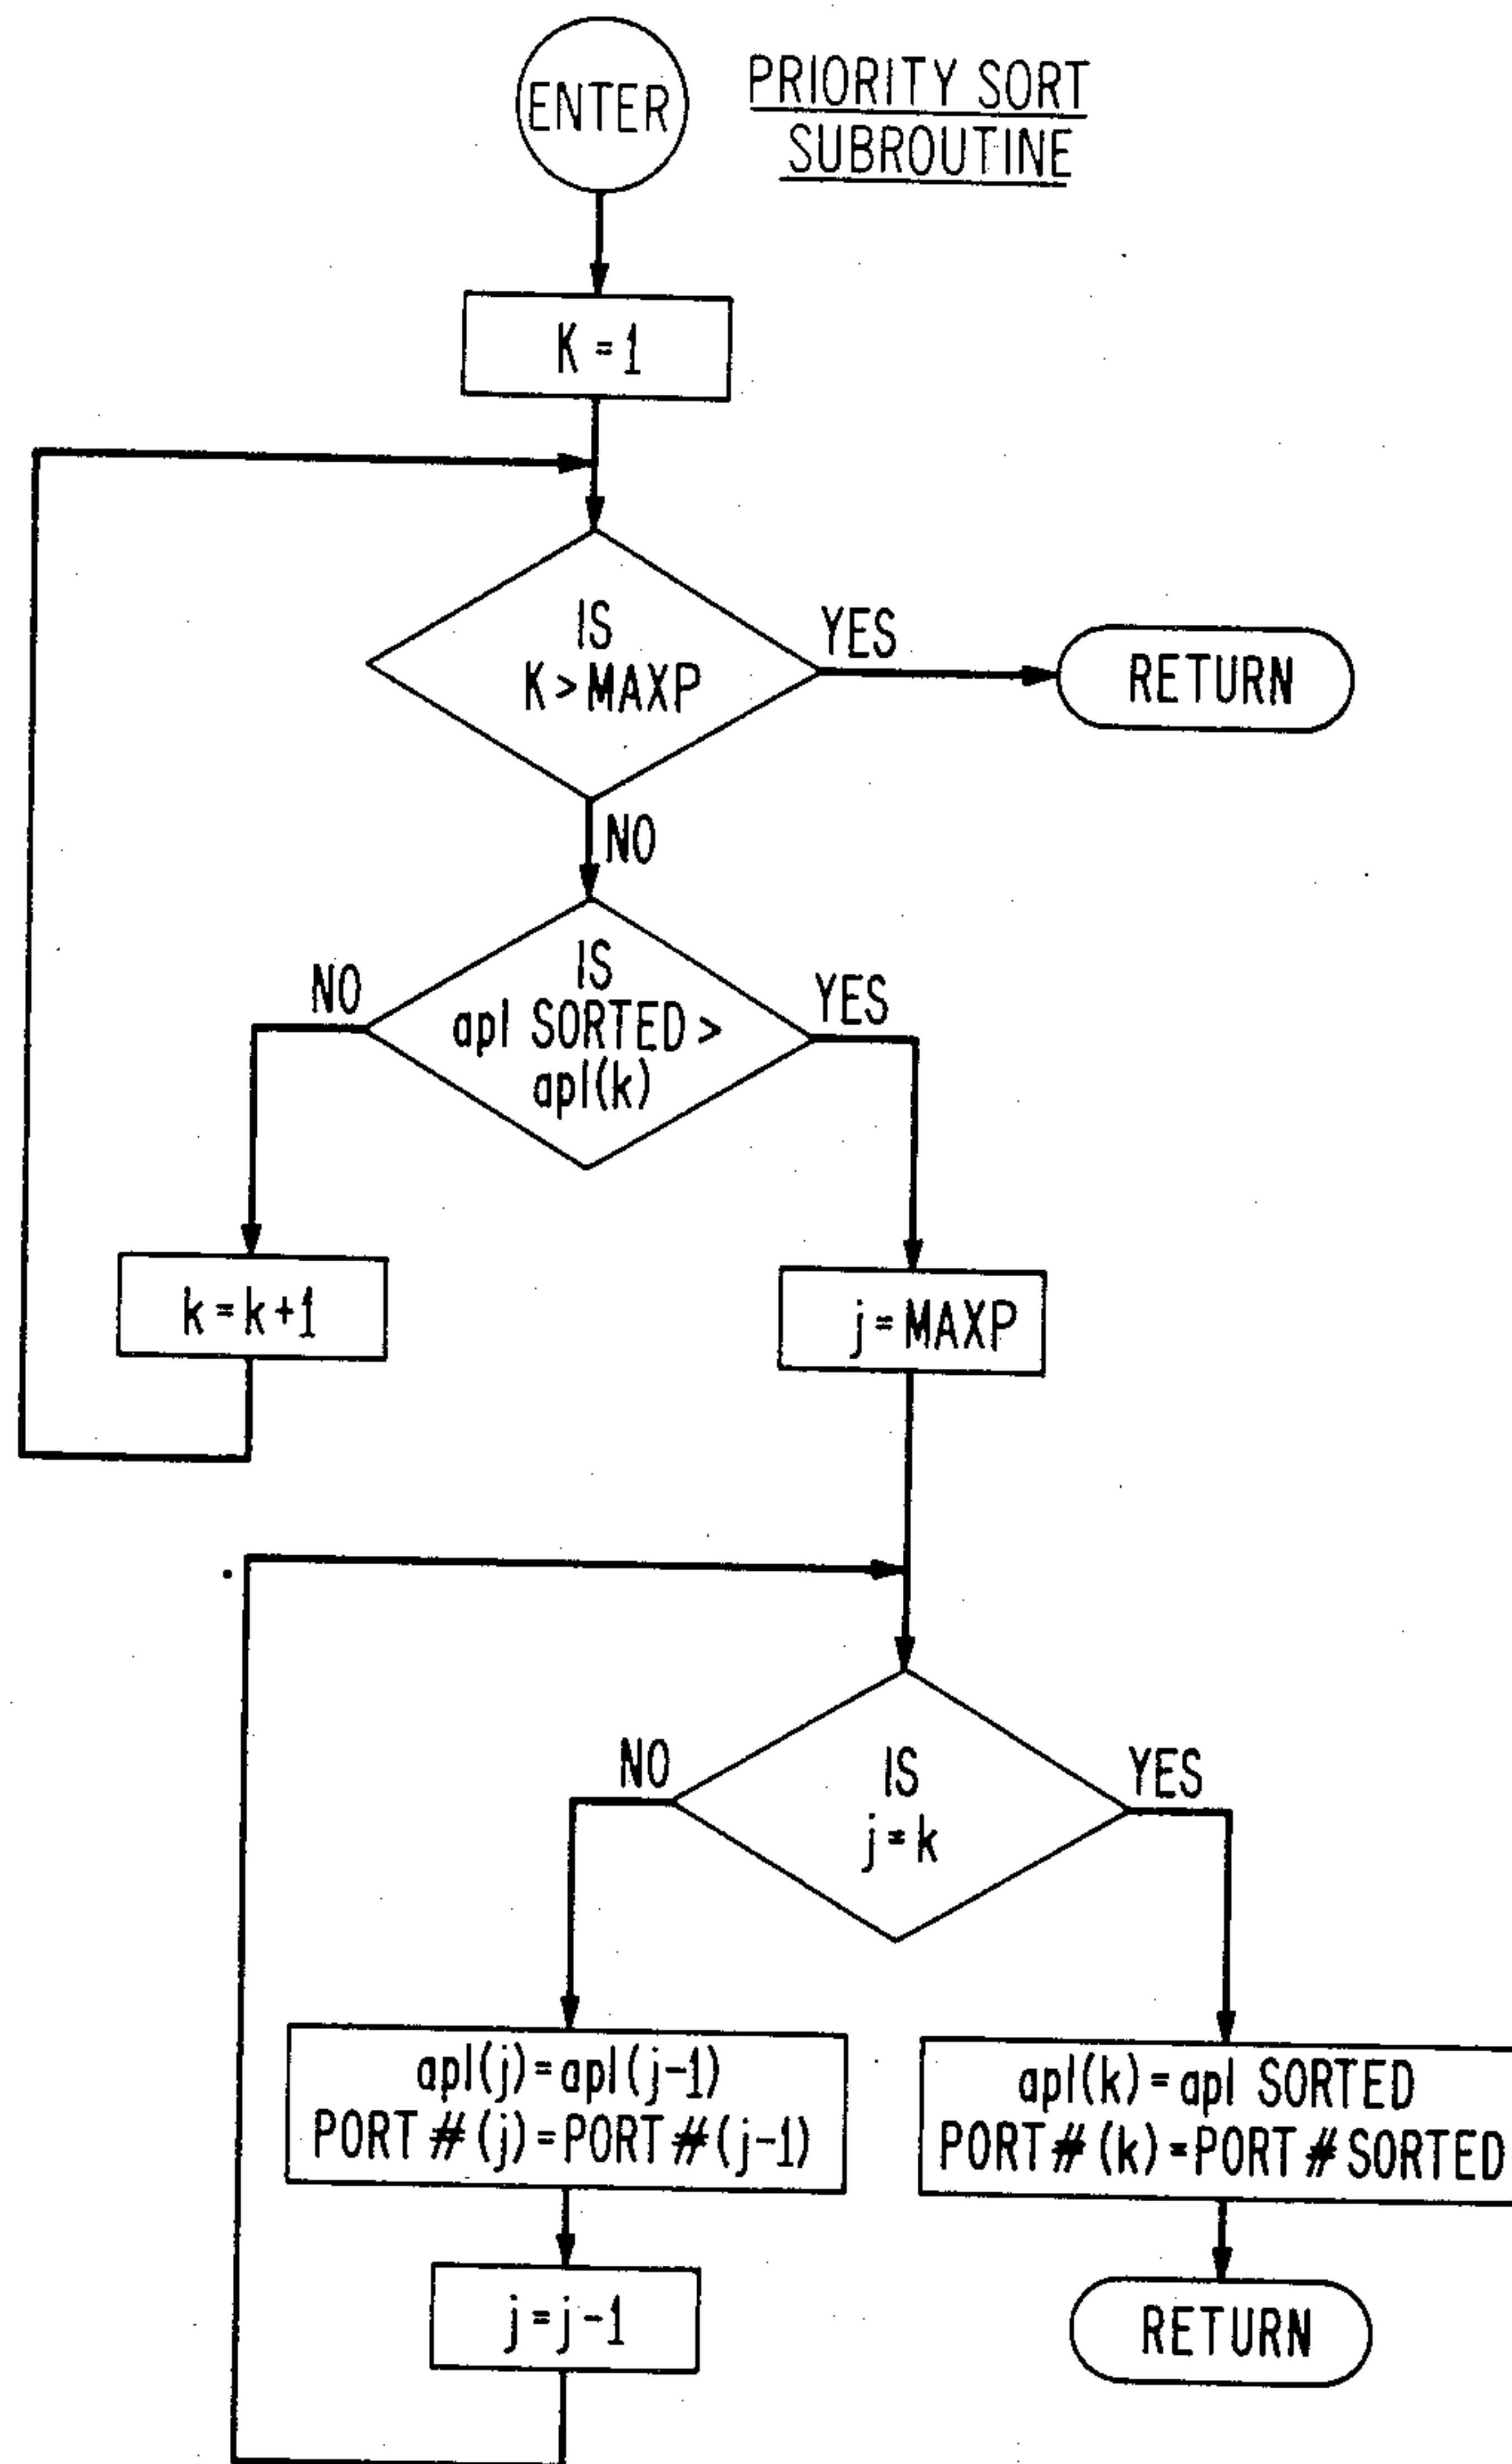 ENTER
PRIORITY SORT
SUBROUTINE
K = 1
IS
K > MAXP
YES
RETURN
NO
IS
apl SORTED >
apl(k)
NO
YES
k = k + 1
j = MAXP
IS
j = k
NO
YES
apl(j) = apl(j-1)
PORT #(j) = PORT #(j-1)
apl(k) = apl SORTED
PORT #(k) = PORT # SORTED
j = j - 1
RETURN